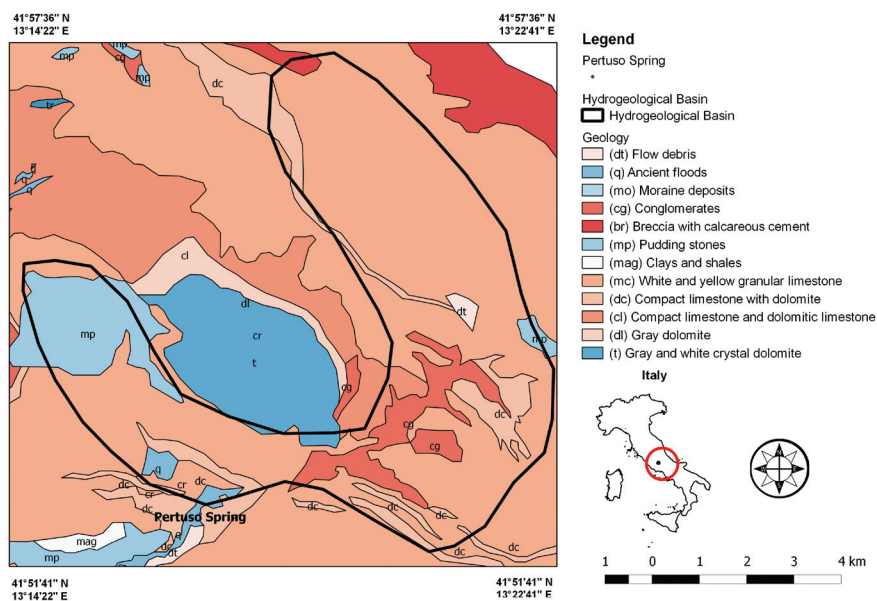 41°57'36" N
13°14'22" E
41°57'36" N
13°22'41" E
mp
mp
cg
mp
dc
tr
q
q
cl
dl
cr
t
mp
dt
mp
cg
dc
cg
cg
q
dc
cr
dc
cr
dc
Pertuso Spring
dc
dc
dc
dc
dc
mag
mp
q
dc
dt
41°51'41" N
13°14'22" E
41°51'41" N
13°22'41" E
Legend
Pertuso Spring
Hydrogeological Basin
Hydrogeological Basin
Geology
(dt) Flow debris
(q) Ancient floods
(mo) Moraine deposits
(cg) Conglomerates
(br) Breccia with calcareous cement
(mp) Pudding stones
(mag) Clays and shales
(mc) White and yellow granular limestone
(dc) Compact limestone with dolomite
(cl) Compact limestone and dolomitic limestone
(dl) Gray dolomite
(t) Gray and white crystal dolomite
Italy
1 0 1 2 3 4 km